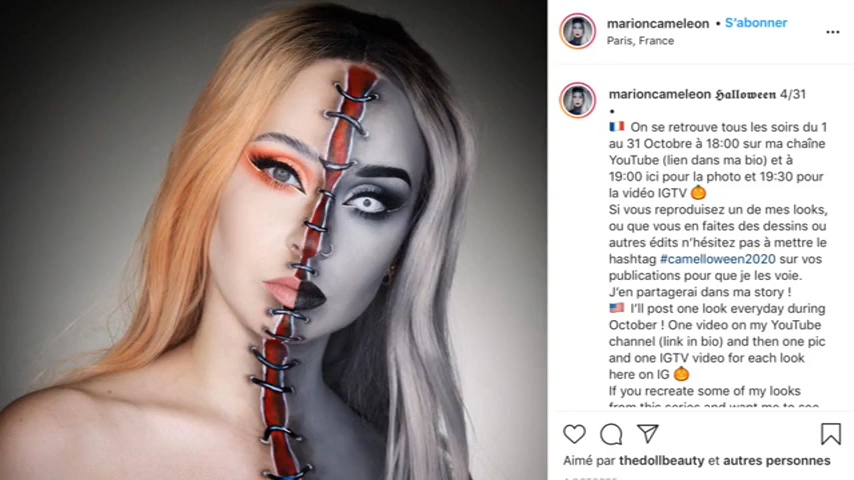 marioncameleon • S'abonner
Paris, France
marioncameleon 𝕳𝖆𝖑𝖑𝖔𝖜𝖊𝖊𝖓 4/31
•
🇫🇷 On se retrouve tous les soirs du 1
au 31 Octobre à 18:00 sur ma chaîne
YouTube (lien dans ma bio) et à
19:00 ici pour la photo et 19:30 pour
la vidéo IGTV 🎃
Si vous reproduisez un de mes looks,
ou que vous en faites des dessins ou
autres édits n'hésitez pas à mettre le
hashtag #camelloween2020 sur vos
publications pour que je les voie.
J'en partagerai dans ma story !
🇺🇸 I'll post one look everyday during
October ! One video on my YouTube
channel (link in bio) and then one pic
and one IGTV video for each look
here on IG 🎃
If you recreate some of my looks
from this series and want me to see
Aimé par thedollbeauty et autres personnes